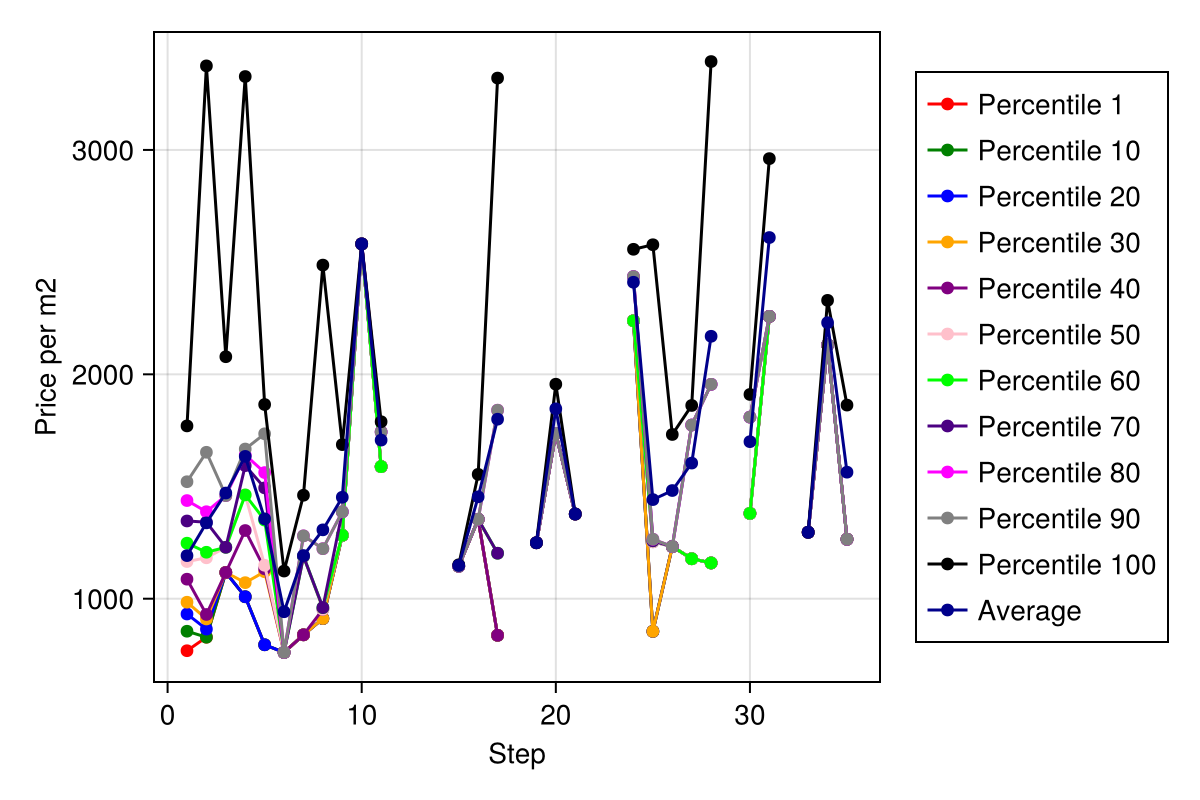 3000
2000
1000
Price per m2
0
10
20
30
Step
Percentile 1
Percentile 10
Percentile 20
Percentile 30
Percentile 40
Percentile 50
Percentile 60
Percentile 70
Percentile 80
Percentile 90
Percentile 100
Average